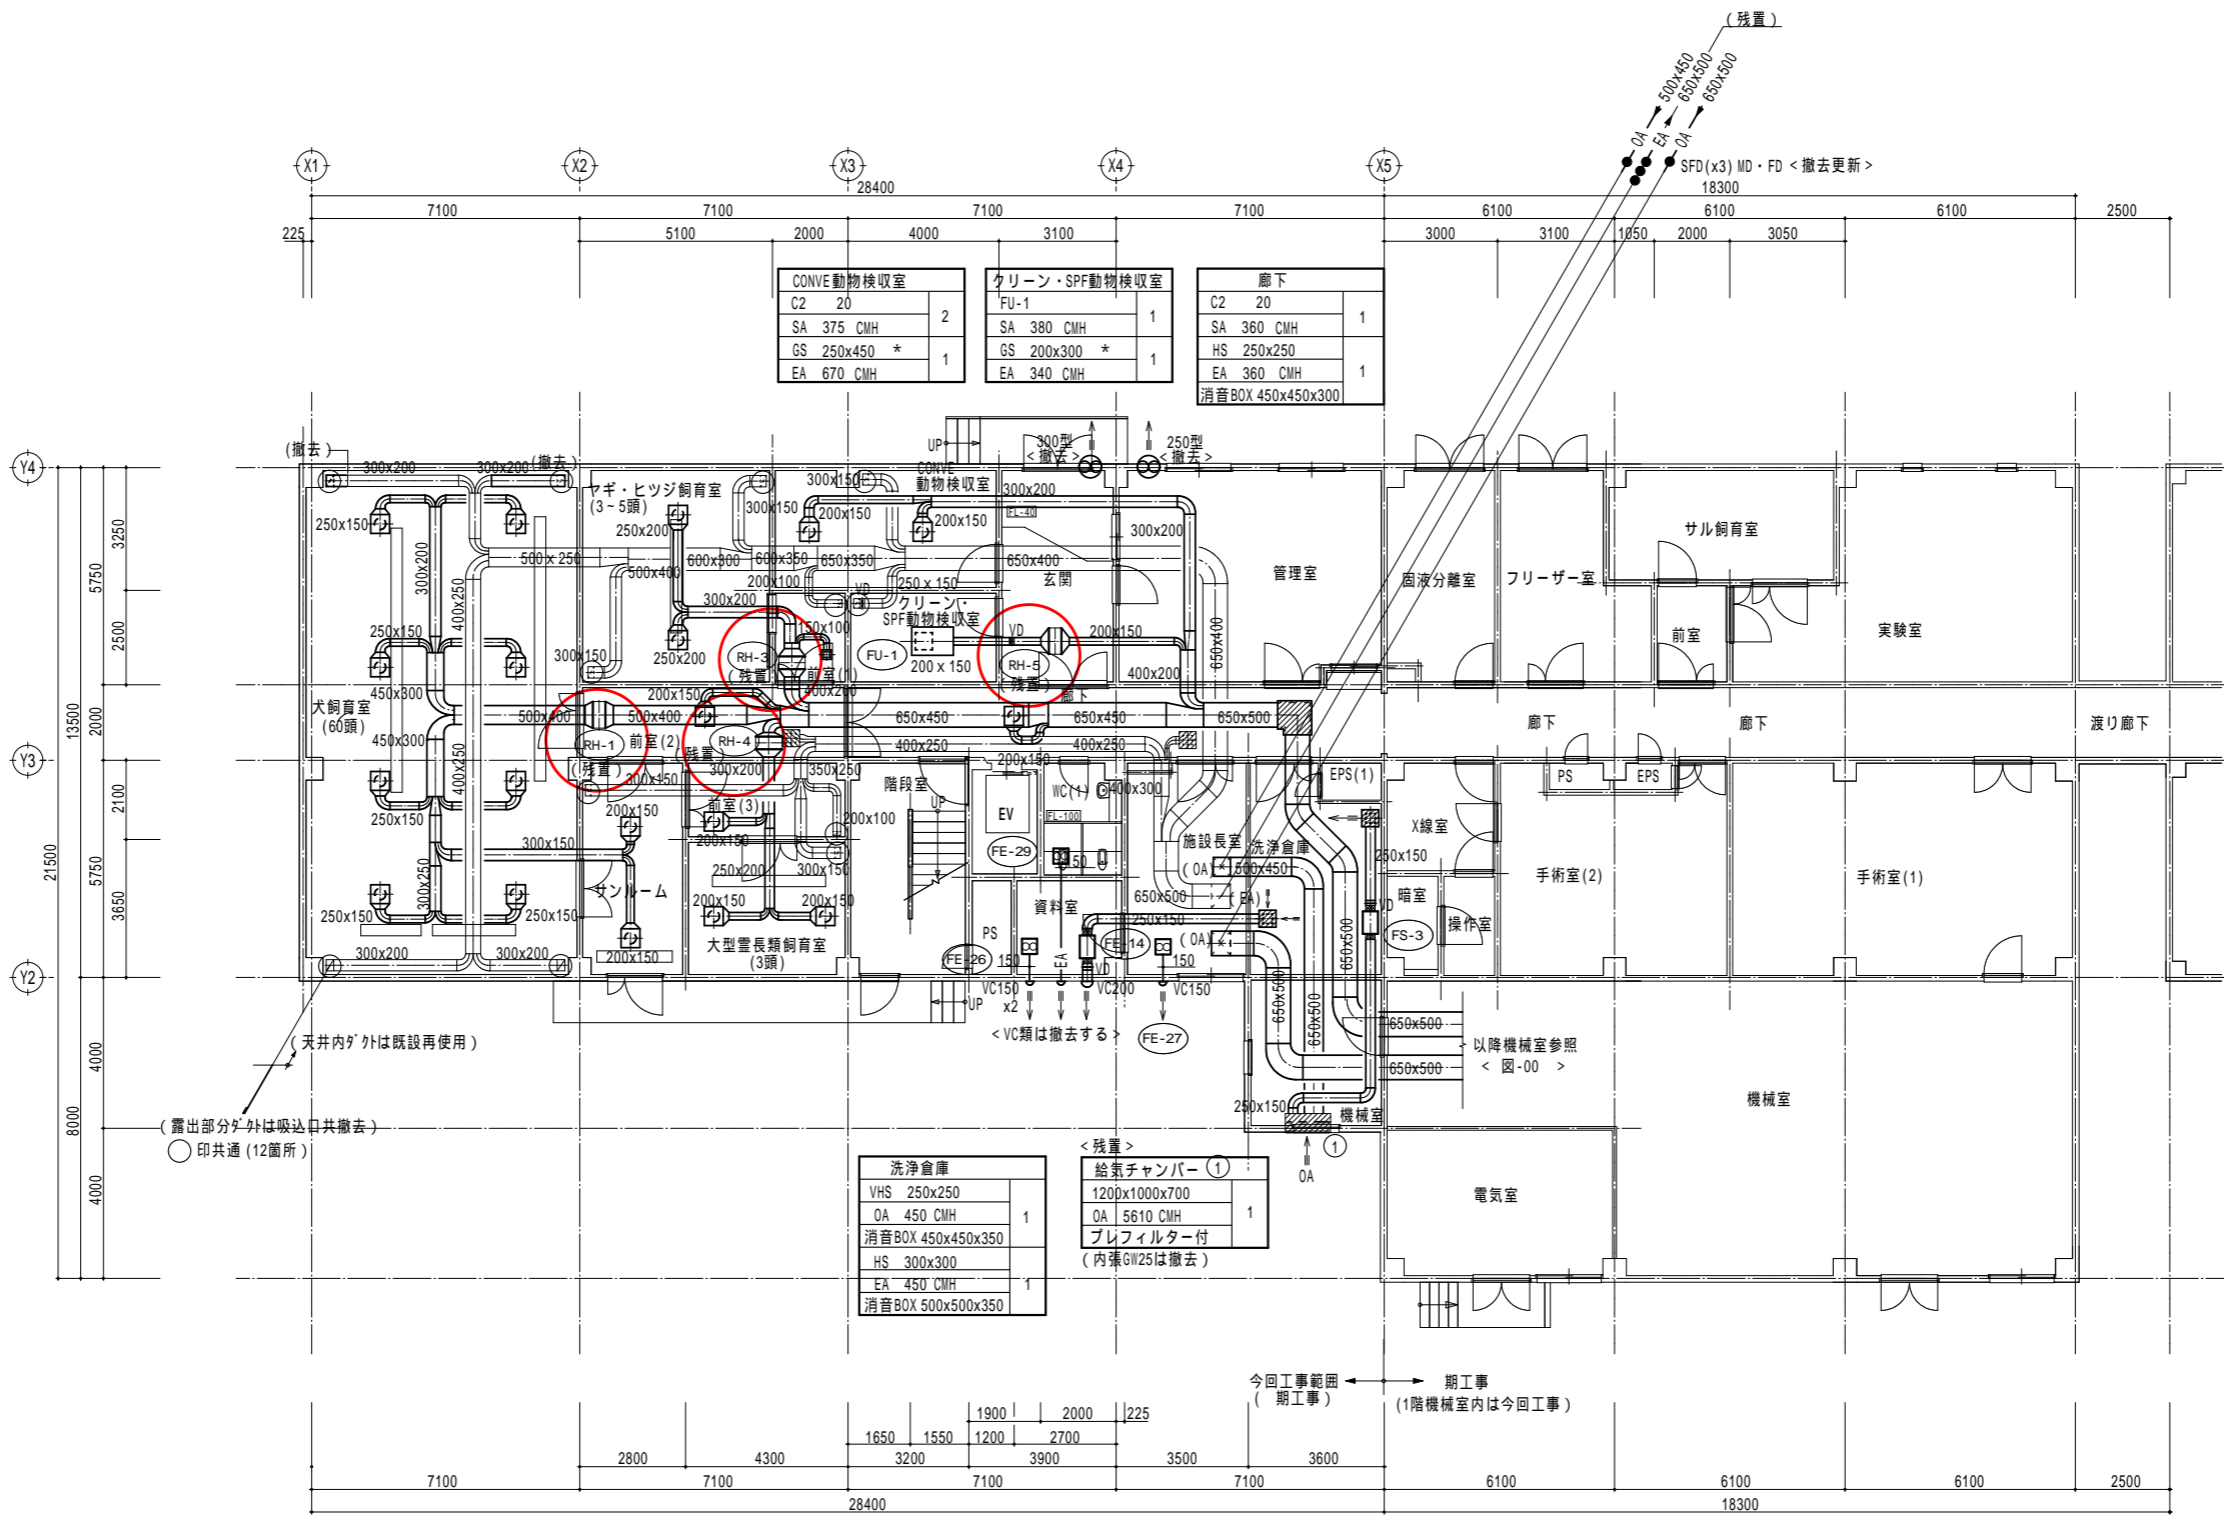 (残置)
500x450
650x500
650x500
OA
EA
OA
SFD(x3) MD・FD <撤去更新>
X1
X2
X3
X4
X5
28400
18300
7100
7100
7100
7100
6100
6100
6100
2500
225
5100
2000
4000
3100
3000
3100
1050
2000
3050
CONVE動物検収室
C2 20
2
SA 375 CMH
GS 250x450 *
1
EA 670 CMH
クリーン・SPF動物検収室
FU-1
1
SA 380 CMH
GS 200x300 *
1
EA 340 CMH
廊下
C2 20
1
SA 360 CMH
HS 250x250
1
EA 360 CMH
消音BOX 450x450x300
Y4
Y3
Y2
3250
5750
2500
13500
2000
21500
2100
5750
3650
4000
8000
4000
(撤去)
300x200
300x200
(撤去)
250x150
300x200
400x250
250x150
450x300
犬飼育室
(60頭)
450x300
400x250
250x150
300x250
250x150
250x150
300x200
300x200
ヤギ・ヒツジ飼育室
(3~5頭)
250x200
300x150
300x150
500x250
500x400
600x300
600x350
650x350
200x100
300x200
150x100
250x200
300x150
RH-3
(残置)
前室(1)
400x200
200x150
500x400
500x400
RH-1
前室(2)
(残置)
RH-4
(残置)
300x200
300x150
350x250
前室(3)
200x150
200x150
200x100
300x150
250x200
300x150
サンルーム
200x150
200x150
200x150
大型霊長類飼育室
(3頭)
UP
300型
<撤去>
250型
<撤去>
CONVE
動物検収室
300x200
200x150
200x150
FL-40
300x200
650x400
玄関
VD
250x150
クリーン・
SPF動物検収室
FU-1
200x150
VD
200x150
RH-5
(残置)
廊下
400x200
650x400
管理室
650x450
650x450
650x500
400x250
400x250
200x150
階段室
UP
EV
FE-29
WC(1)
FL-100
150
400x300
施設長室
洗浄倉庫
(OA)
500x450
(EA)
650x500
250x150
(OA)
資料室
PS
FE-26
FE-14
150
EA
VD
150
VC150
x2
VC200
VC150
UP
<VC類は撤去する>
FE-27
EPS(1)
250x150
VD
FS-3
650x500
650x500
650x500
650x500
650x500
以降機械室参照
< 図-00 >
250x150
機械室
1
OA
固液分離室
フリーザー室
サル飼育室
前室
実験室
廊下
廊下
渡り廊下
PS
EPS
X線室
暗室
操作室
手術室(2)
手術室(1)
機械室
電気室
(天井内ダクトは既設再使用)
(露出部分ダクトは吸込口共撤去)
○ 印共通 (12箇所)
洗浄倉庫
VHS 250x250
OA 450 CMH
1
消音BOX 450x450x350
HS 300x300
EA 450 CMH
1
消音BOX 500x500x350
<残置>
給気チャンバー 1
1200x1000x700
OA 5610 CMH
1
プレフィルター付
(内張GW25は撤去)
今回工事範囲
( 期工事)
期工事
(1階機械室内は今回工事)
1900
2000
225
1650
1550
1200
2700
2800
4300
3200
3900
3500
3600
7100
7100
7100
7100
6100
6100
6100
2500
28400
18300